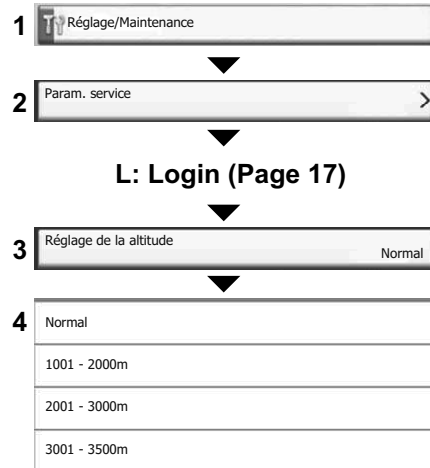 1 Réglage/Maintenance
2 Param. service
L: Login (Page 17)
3 Réglage de la altitude Normal
4 Normal
1001 - 2000m
2001 - 3000m
3001 - 3500m